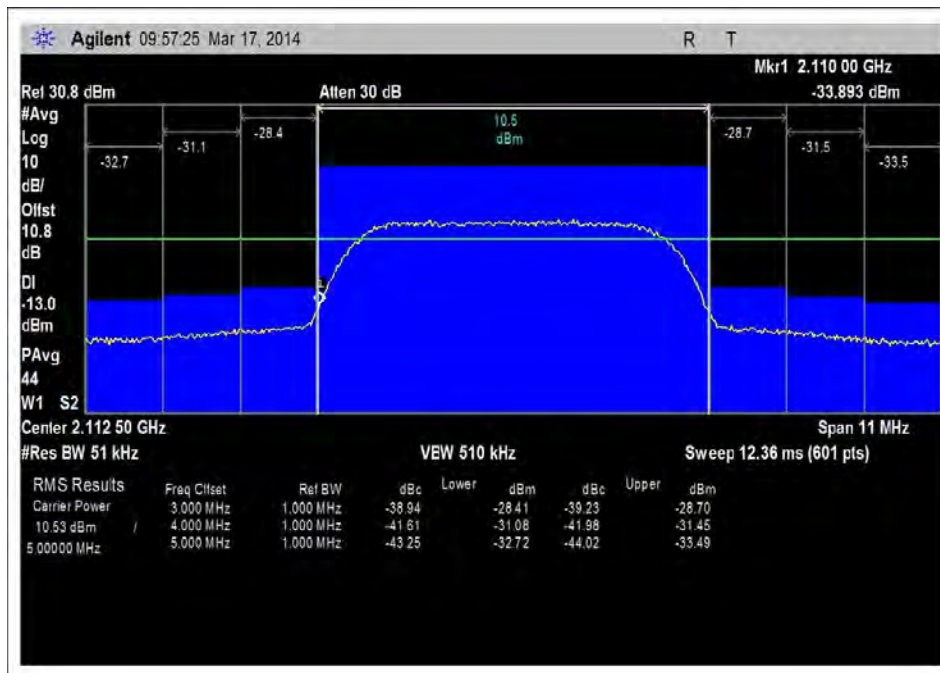 Agilent 09:57:25 Mar 17, 2014 R T
Mkr1 2.110 00 GHz
Ref 30.8 dBm Atten 30 dB -33.893 dBm
#Avg
Log
10
dB/
Offst
10.8
dB
DI
-13.0
dBm
PAvg
44
W1 S2
-32.7 -31.1 -28.4 10.5 dBm -28.7 -31.5 -33.5
Center 2.112 50 GHz Span 11 MHz
#Res BW 51 kHz VBW 510 kHz Sweep 12.36 ms (601 pts)
RMS Results Freq Offset Ref BW dBc Lower dBm dBc Upper dBm
Carrier Power 3.000 MHz 1.000 MHz -38.94 -28.41 -39.23 -28.70
10.53 dBm / 4.000 MHz 1.000 MHz -41.61 -31.08 -41.98 -31.45
5.00000 MHz 5.000 MHz 1.000 MHz -43.25 -32.72 -44.02 -33.49